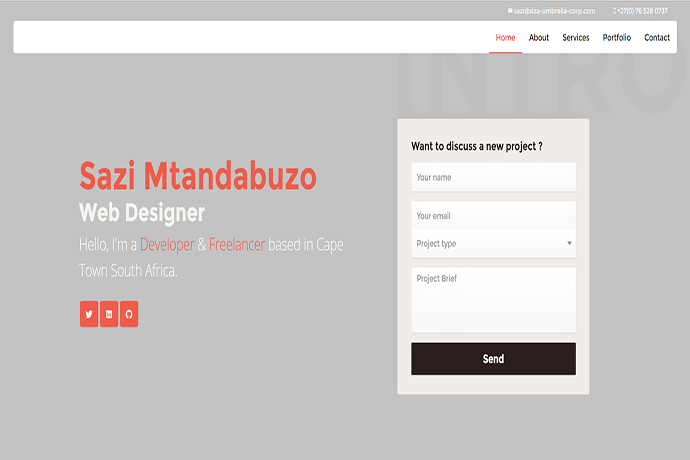 sazi@siza-umbrella-corp.com +27(0) 76 528 0737
Home About Services Portfolio Contact
INTRO
Want to discuss a new project ?
Your name
Sazi Mtandabuzo
Web Designer
Your email
Hello, I'm a Developer & Freelancer based in Cape
Project type
Town South Africa.
Project Brief
Send